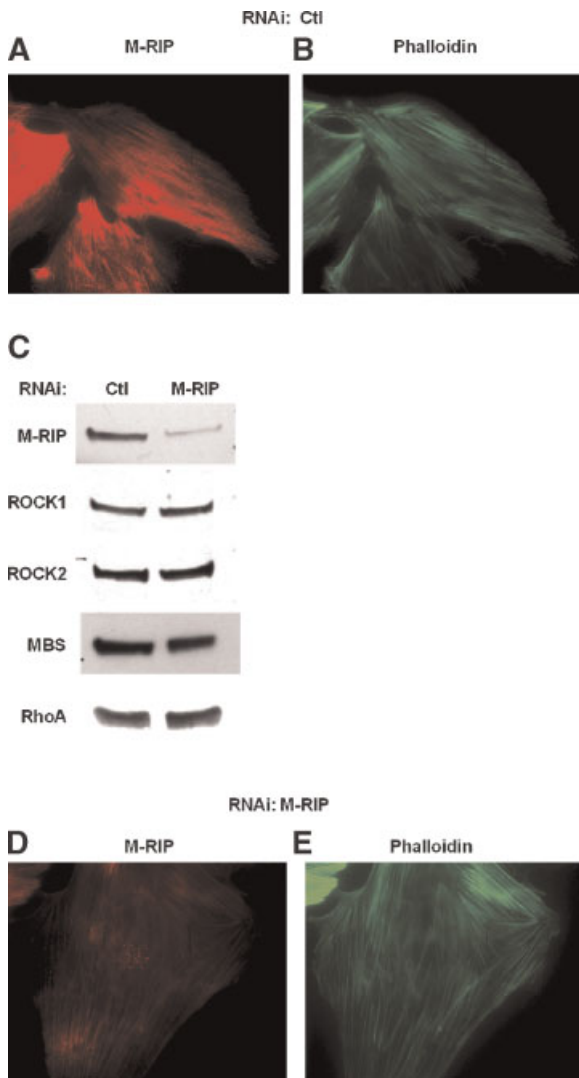 RNAi: Ctl
A M-RIP B Phalloidin
C
RNAi: Ctl M-RIP
M-RIP
ROCK1
ROCK2
MBS
RhoA
RNAi: M-RIP
D M-RIP E Phalloidin